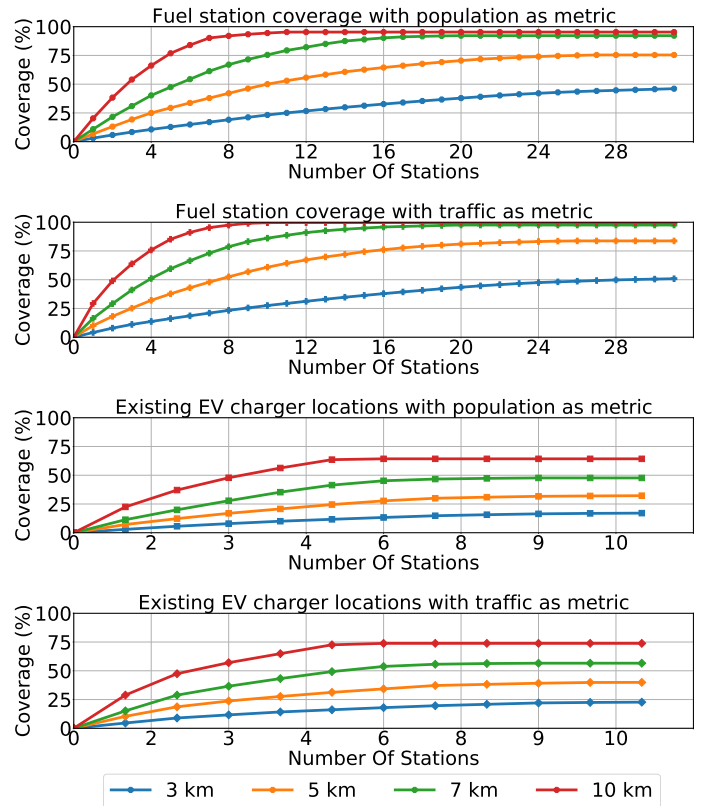 Fuel station coverage with population as metric
100
75
50
25
0
Coverage (%)
0 4 8 12 16 20 24 28
Number Of Stations
Fuel station coverage with traffic as metric
100
75
50
25
0
Coverage (%)
0 4 8 12 16 20 24 28
Number Of Stations
Existing EV charger locations with population as metric
100
75
50
25
0
Coverage (%)
0 2 3 4 6 8 9 10
Number Of Stations
Existing EV charger locations with traffic as metric
100
75
50
25
0
Coverage (%)
0 2 3 4 6 8 9 10
Number Of Stations
3 km 5 km 7 km 10 km